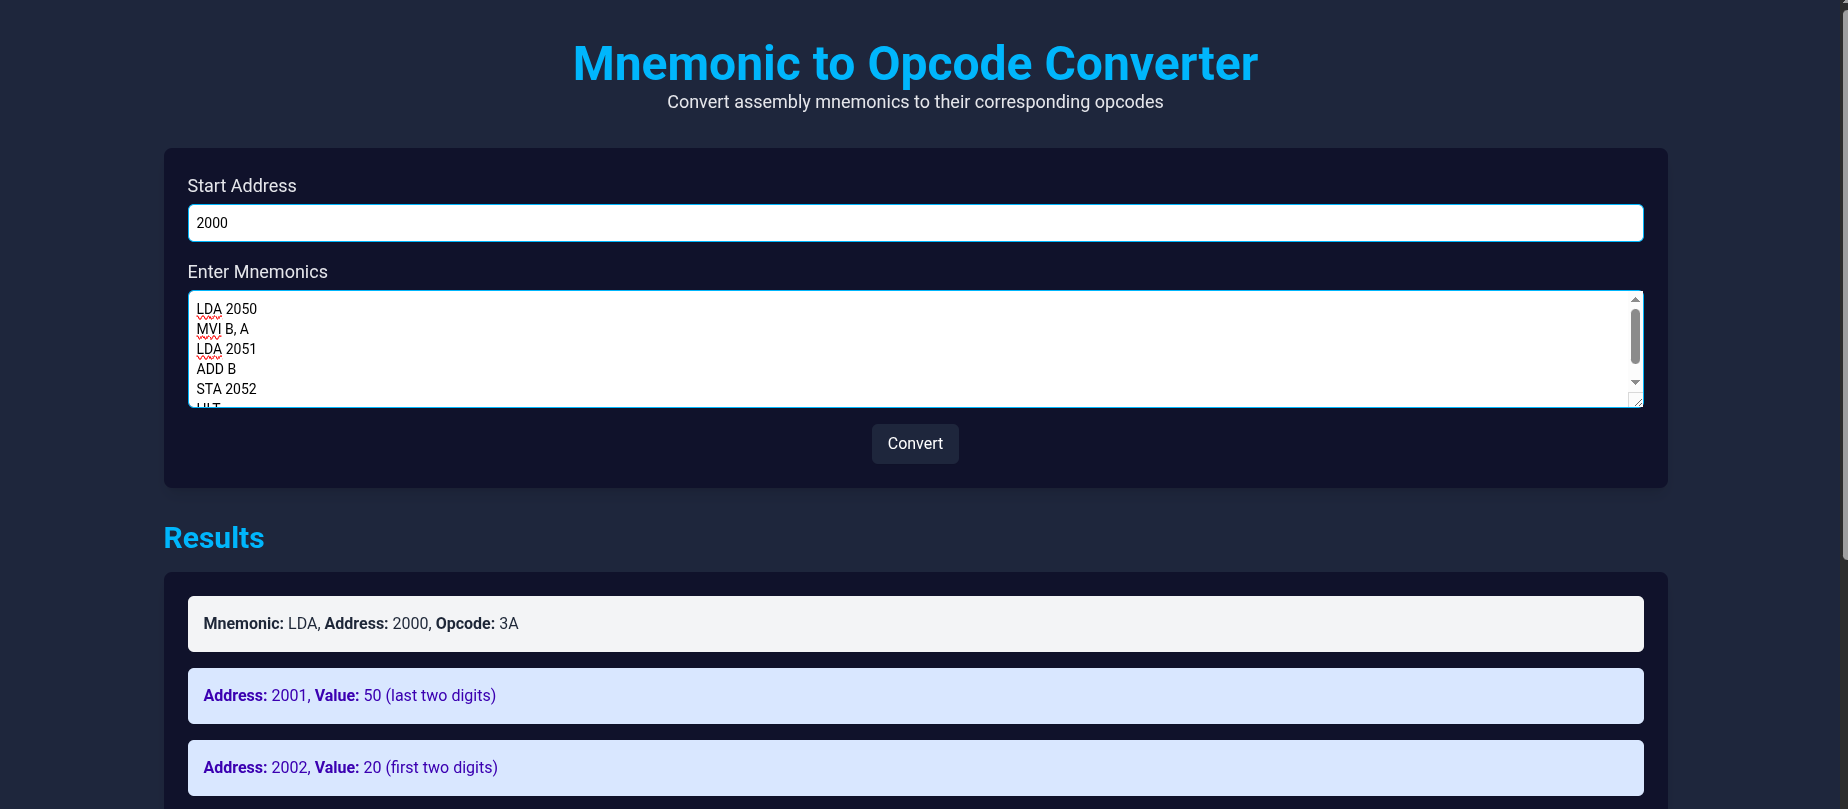 Mnemonic to Opcode Converter
Convert assembly mnemonics to their corresponding opcodes
Start Address
2000
Enter Mnemonics
LDA 2050
MVI B, A
LDA 2051
ADD B
STA 2052
Convert
Results
Mnemonic: LDA, Address: 2000, Opcode: 3A
Address: 2001, Value: 50 (last two digits)
Address: 2002, Value: 20 (first two digits)